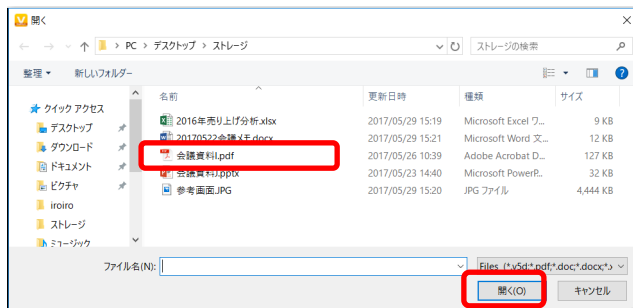 開く
PC › デスクトップ › ストレージ
ストレージの検索
整理 新しいフォルダー
名前 更新日時 種類 サイズ
クイック アクセス
デスクトップ
ダウンロード
ドキュメント
ピクチャ
iroiro
ストレージ
ミュージック
2016年売り上げ分析.xlsx 2017/05/29 15:19 Microsoft Excel ワ... 9 KB
20170522会議メモ.docx 2017/05/29 15:21 Microsoft Word 文... 12 KB
会議資料I.pdf 2017/05/26 10:39 Adobe Acrobat D... 127 KB
会議資料J.pptx 2017/05/23 14:40 Microsoft PowerP... 32 KB
参考画面.JPG 2017/05/29 15:20 JPG ファイル 4,444 KB
ファイル名(N):
Files (*.v5d;*.pdf;*.doc;*.docx;*.x
開く(O) キャンセル